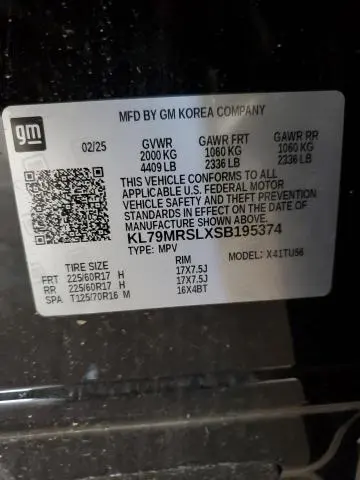 gm
MFD BY GM KOREA COMPANY
02/25 GVWR GAWR FRT GAWR RR
2000 KG 1060 KG 1060 KG
4409 LB 2336 LB 2336 LB
THIS VEHICLE CONFORMS TO ALL APPLICABLE
U.S. FEDERAL MOTOR
VEHICLE SAFETY AND THEFT PREVENTION
STANDARDS IN EFFECT ON THE DATE OF
MANUFACTURE SHOWN ABOVE.
KL79MRSLXSB195374
TYPE: MPV MODEL: X41TU56
TIRE SIZE RIM
FRT 225/60R17 H 17X7.5J
RR 225/60R17 H 17X7.5J
SPA T125/70R16 M 16X4BT